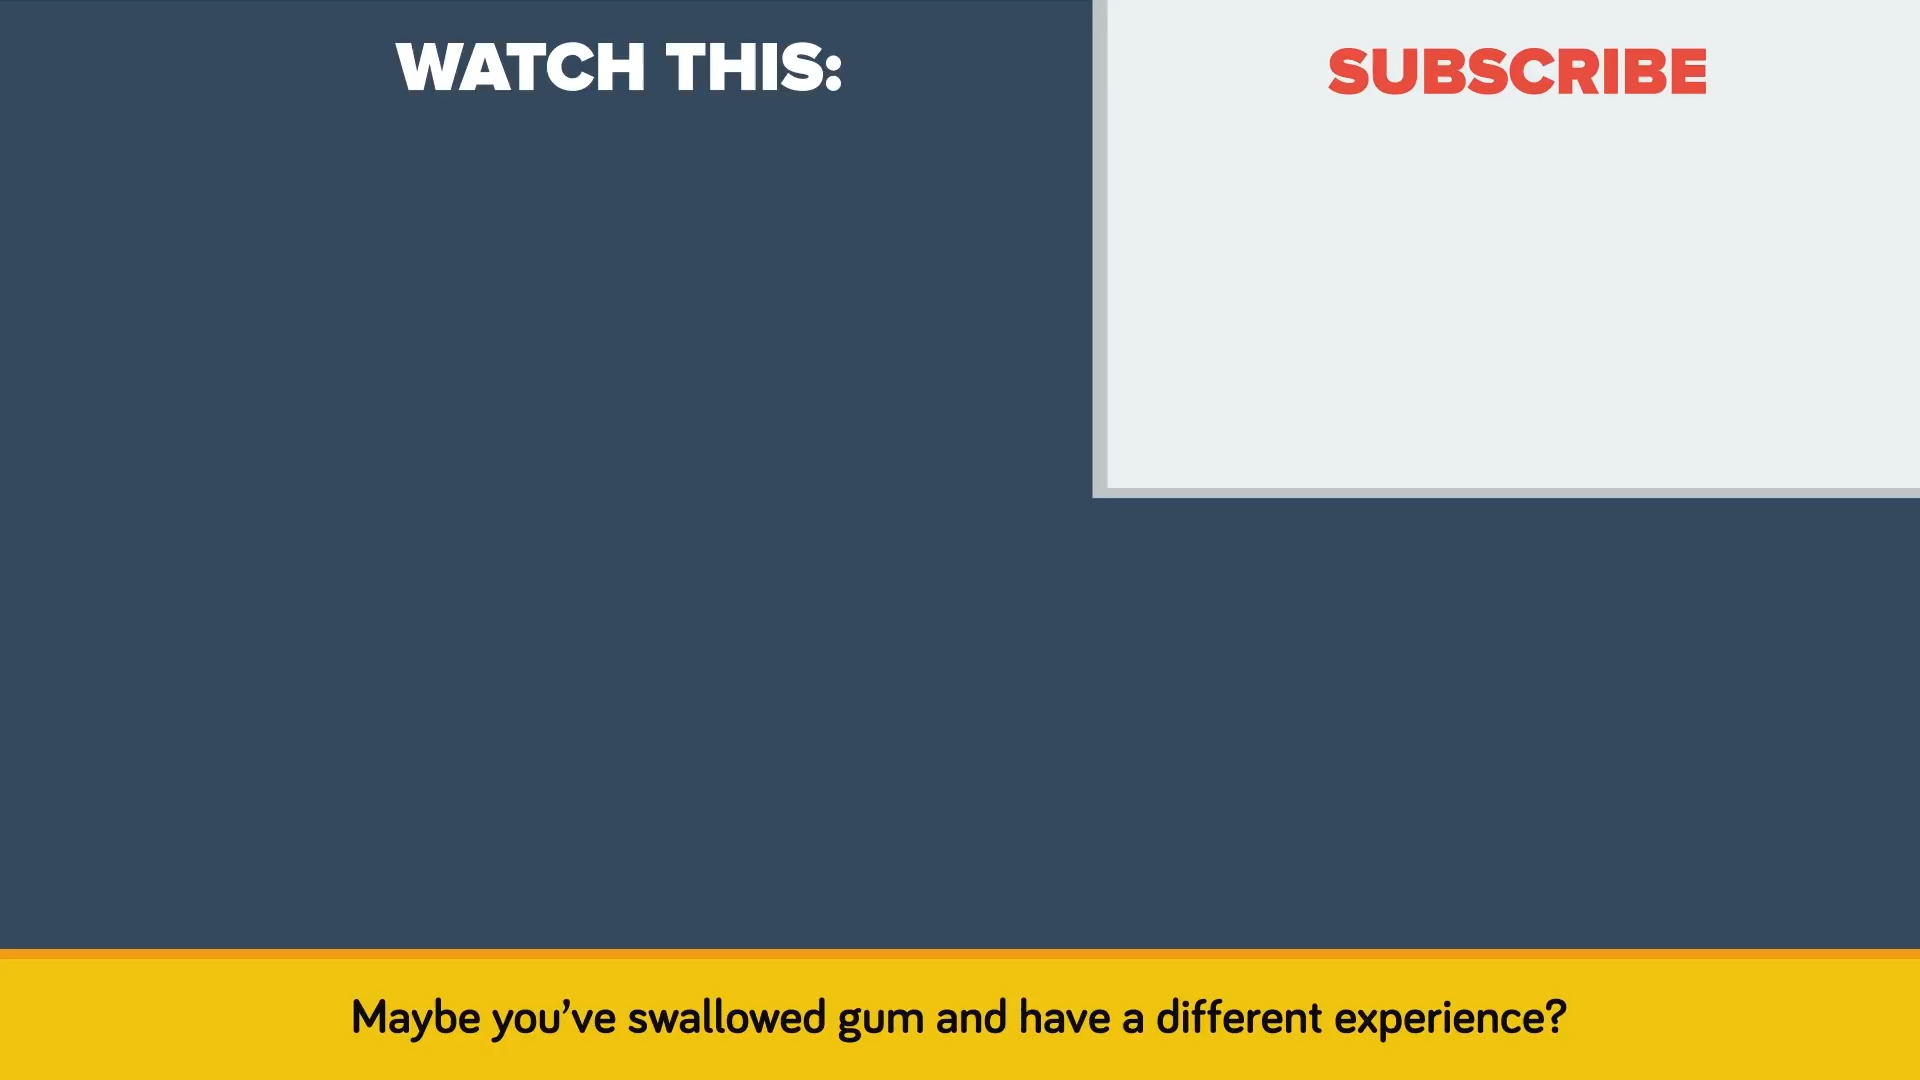 WATCH THIS:
SUBSCRIBE
Maybe you’ve swallowed gum and have a different experience?